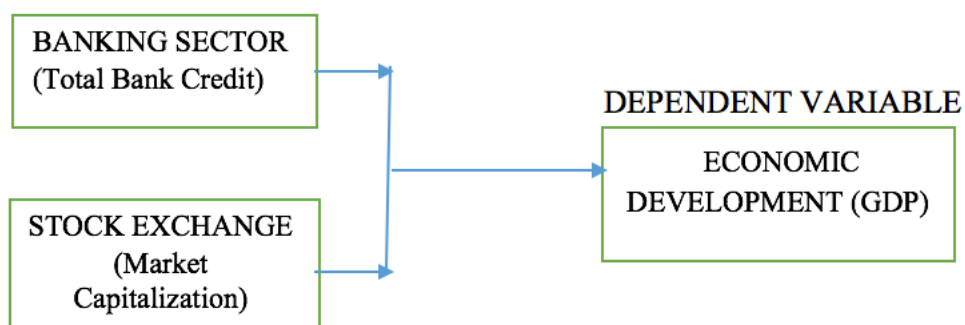 BANKING SECTOR
(Total Bank Credit)
DEPENDENT VARIABLE
ECONOMIC
DEVELOPMENT (GDP)
STOCK EXCHANGE
(Market
Capitalization)